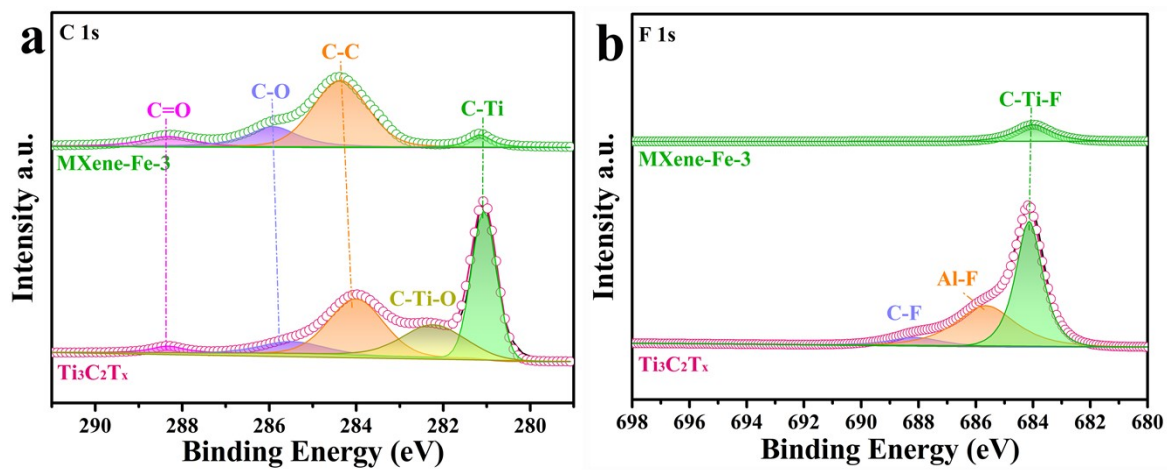 a
C 1s
C=O
C-O
C-C
C-Ti
MXene-Fe-3
C-Ti-O
Ti₃C₂Tₓ
Intensity a.u.
290 288 286 284 282 280
Binding Energy (eV)
b
F 1s
C-Ti-F
MXene-Fe-3
Al-F
C-F
Ti₃C₂Tₓ
Intensity a.u.
698 696 694 692 690 688 686 684 682 680
Binding Energy (eV)